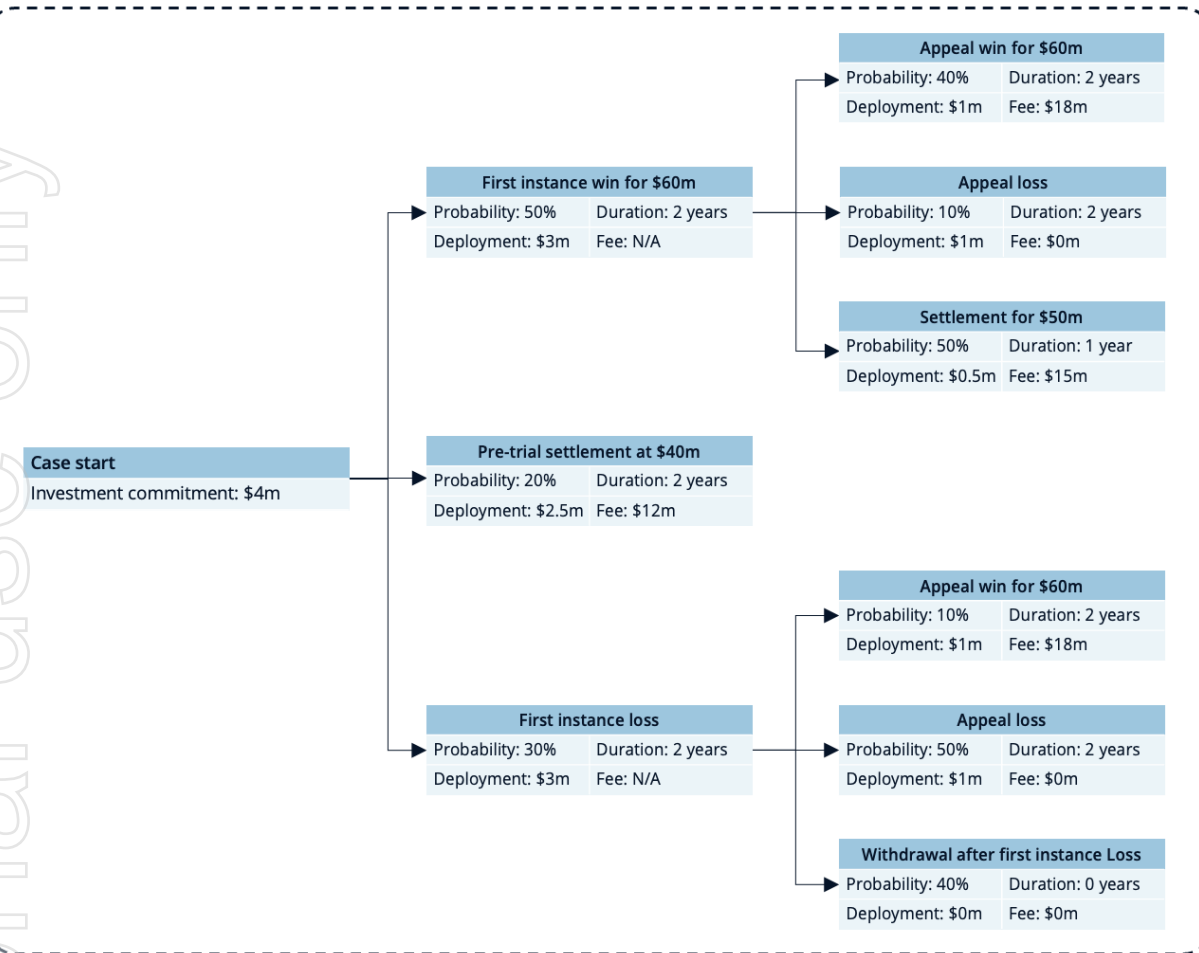 Appeal win for $60m
Probability: 40% Duration: 2 years
Deployment: $1m Fee: $18m
First instance win for $60m
Probability: 50% Duration: 2 years
Deployment: $3m Fee: N/A
Appeal loss
Probability: 10% Duration: 2 years
Deployment: $1m Fee: $0m
Settlement for $50m
Probability: 50% Duration: 1 year
Deployment: $0.5m Fee: $15m
Case start
Investment commitment: $4m
Pre-trial settlement at $40m
Probability: 20% Duration: 2 years
Deployment: $2.5m Fee: $12m
Appeal win for $60m
Probability: 10% Duration: 2 years
Deployment: $1m Fee: $18m
First instance loss
Probability: 30% Duration: 2 years
Deployment: $3m Fee: N/A
Appeal loss
Probability: 50% Duration: 2 years
Deployment: $1m Fee: $0m
Withdrawal after first instance Loss
Probability: 40% Duration: 0 years
Deployment: $0m Fee: $0m